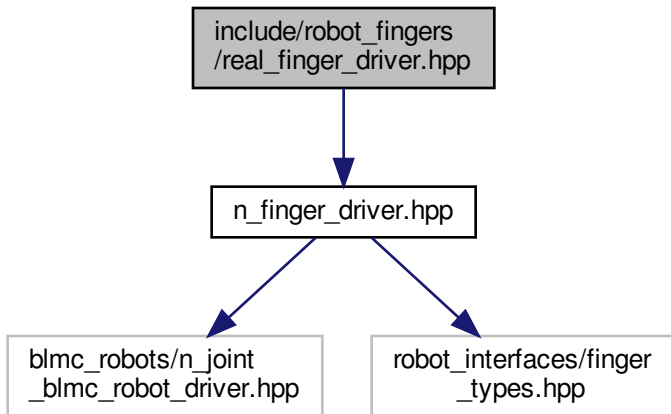 include/robot_fingers
/real_finger_driver.hpp
n_finger_driver.hpp
blmc_robots/n_joint
_blmc_robot_driver.hpp
robot_interfaces/finger
_types.hpp